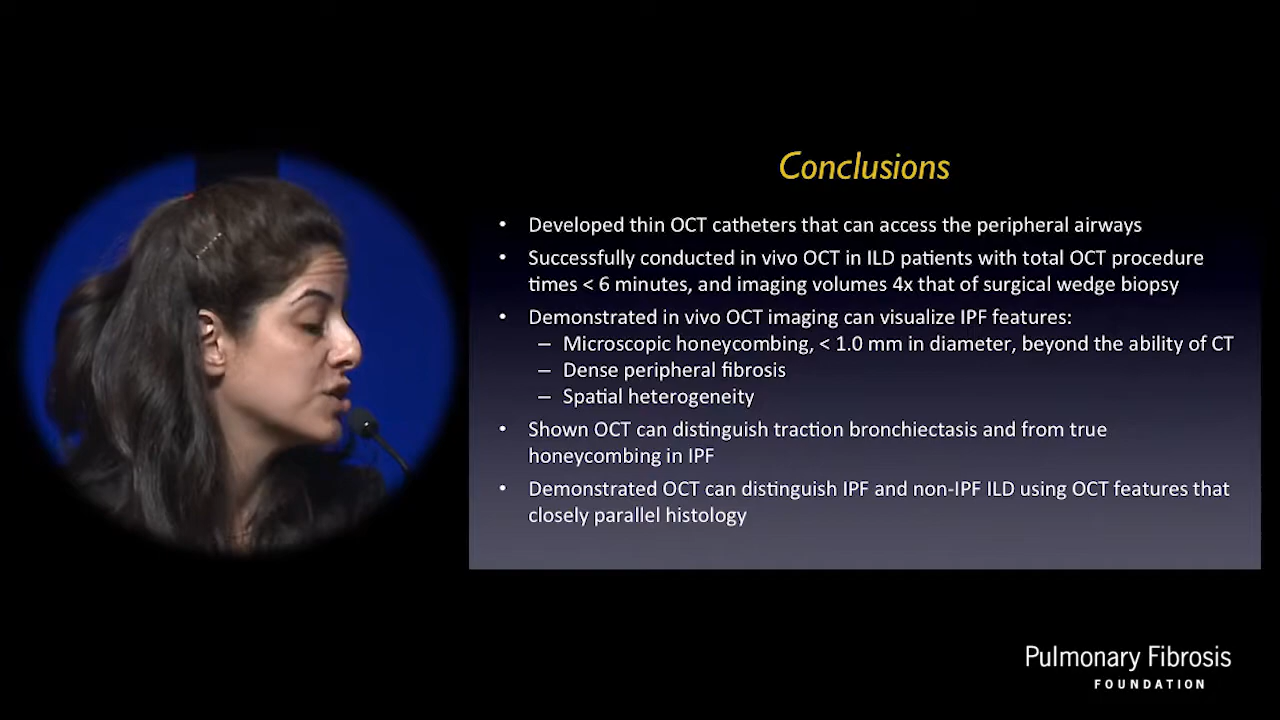 Conclusions
• Developed thin OCT catheters that can access the peripheral airways
• Successfully conducted in vivo OCT in ILD patients with total OCT procedure
times < 6 minutes, and imaging volumes 4x that of surgical wedge biopsy
• Demonstrated in vivo OCT imaging can visualize IPF features:
– Microscopic honeycombing, < 1.0 mm in diameter, beyond the ability of CT
– Dense peripheral fibrosis
– Spatial heterogeneity
• Shown OCT can distinguish traction bronchiectasis and from true
honeycombing in IPF
• Demonstrated OCT can distinguish IPF and non-IPF ILD using OCT features that
closely parallel histology
Pulmonary Fibrosis
FOUNDATION